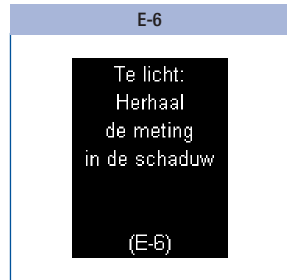 E-6
Te licht:
Herhaal
de meting
in de schaduw
(E-6)